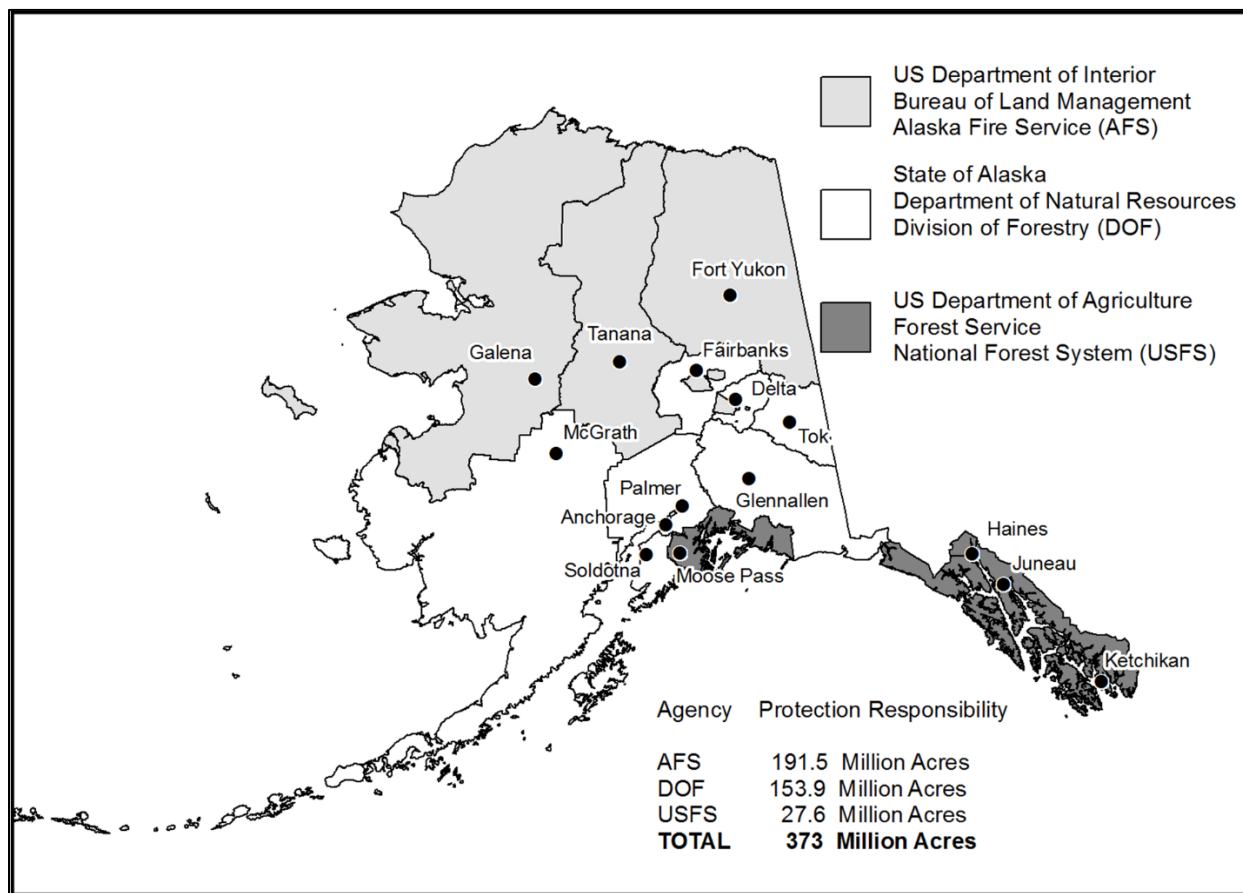 US Department of Interior
Bureau of Land Management
Alaska Fire Service (AFS)
State of Alaska
Department of Natural Resources
Division of Forestry (DOF)
US Department of Agriculture
Forest Service
National Forest System (USFS)
Fort Yukon
Tanana
Fairbanks
Galena
Delta
McGrath
Tok
Palmer
Glennallen
Anchorage
Haines
Soldotna
Moose Pass
Juneau
Ketchikan
Agency Protection Responsibility
AFS 191.5 Million Acres
DOF 153.9 Million Acres
USFS 27.6 Million Acres
TOTAL 373 Million Acres